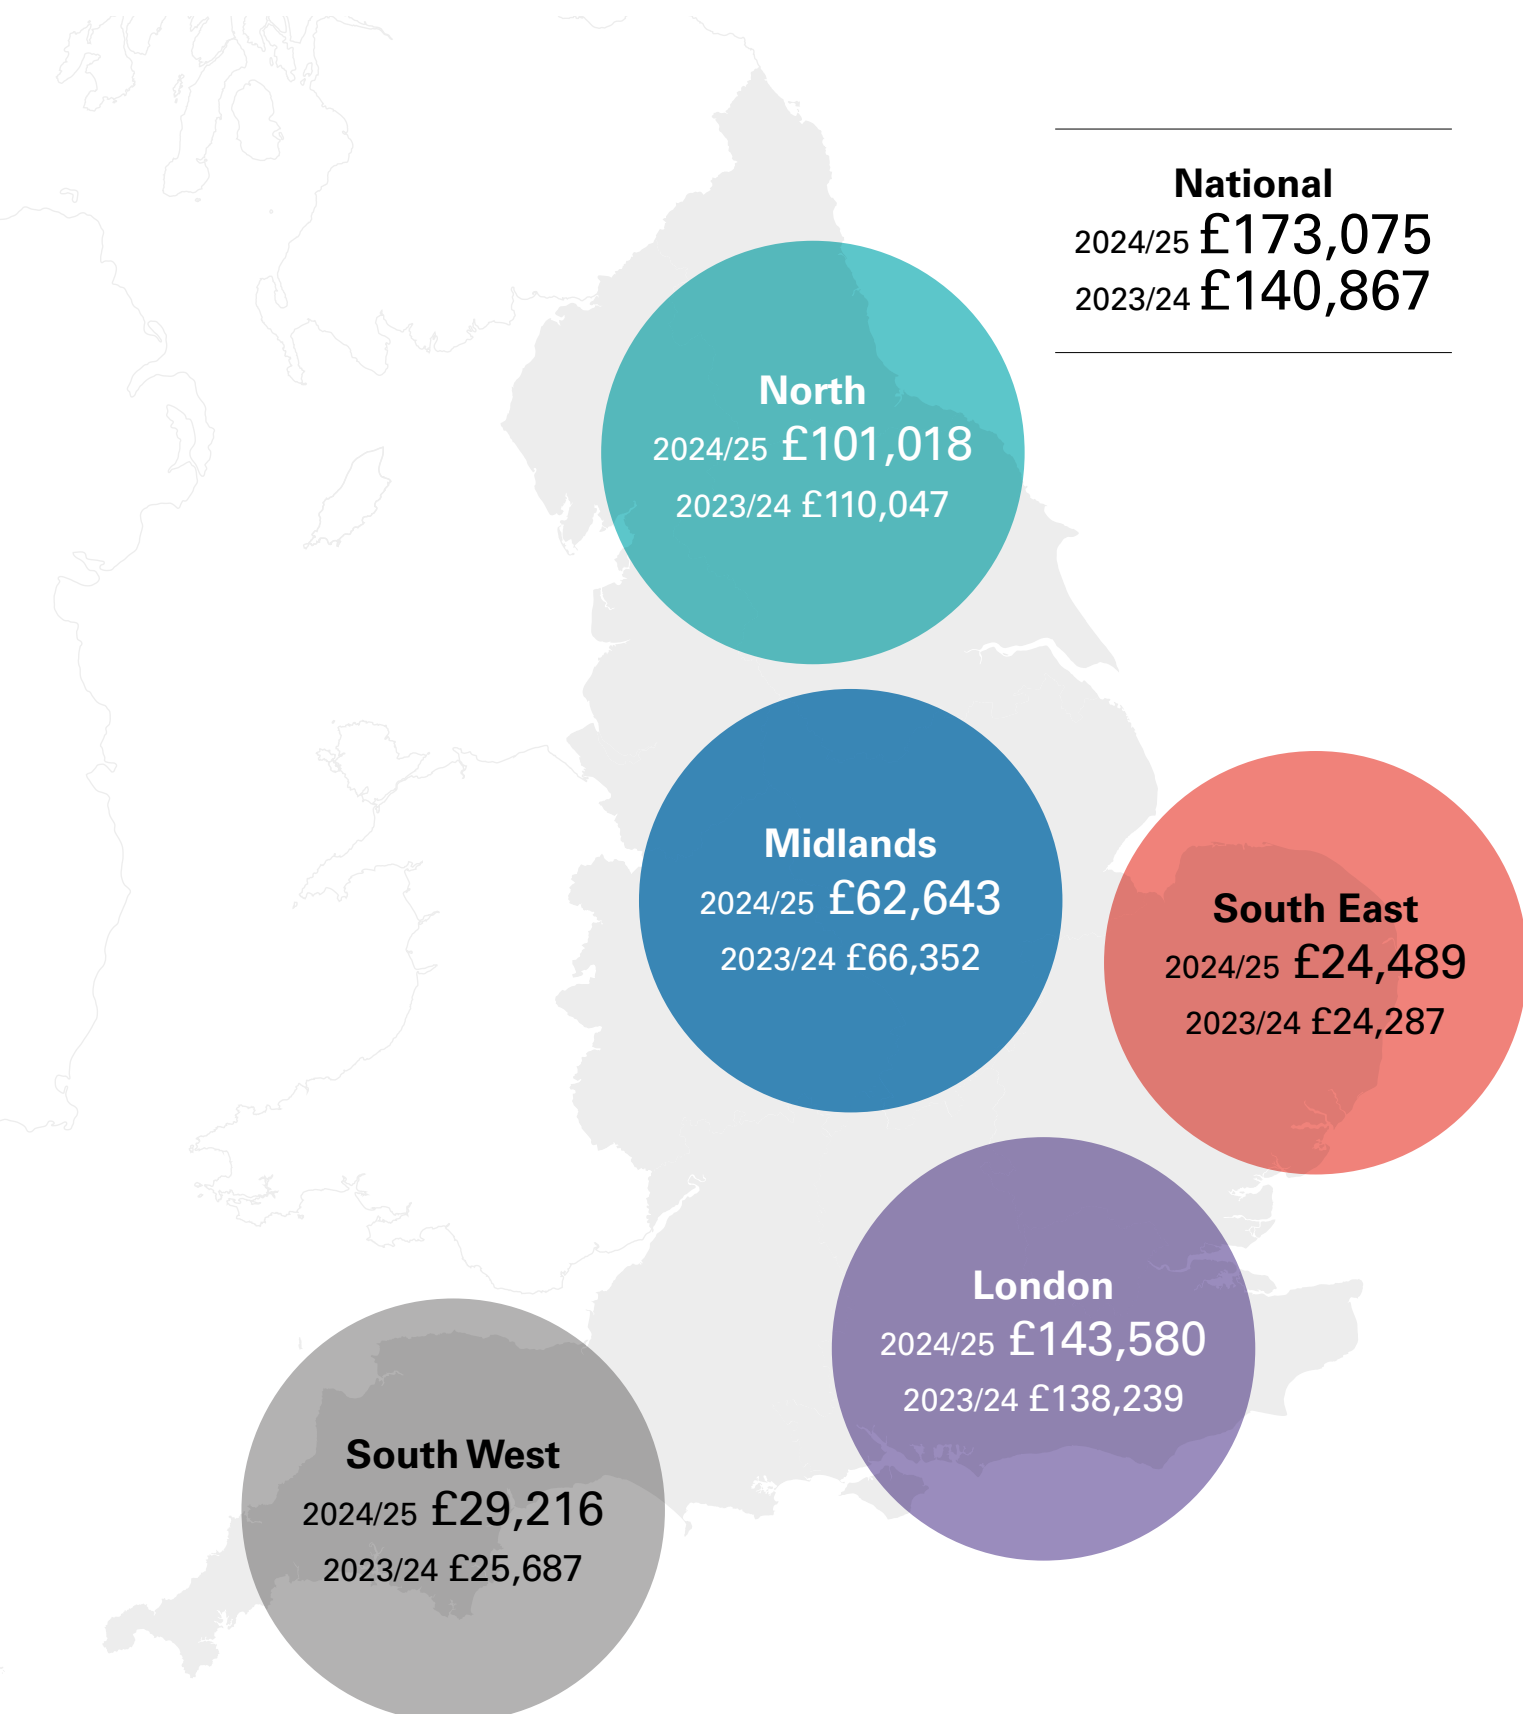 National
2024/25 £173,075
2023/24 £140,867
North
2024/25 £101,018
2023/24 £110,047
Midlands
2024/25 £62,643
2023/24 £66,352
South East
2024/25 £24,489
2023/24 £24,287
London
2024/25 £143,580
2023/24 £138,239
South West
2024/25 £29,216
2023/24 £25,687